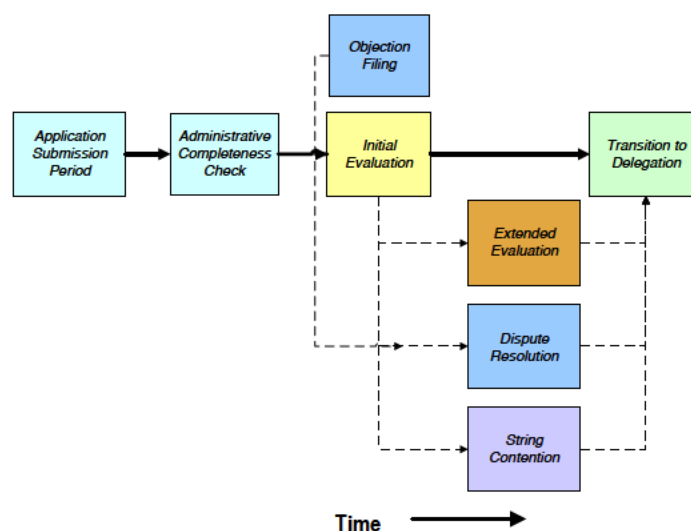 Objection
Filing
Application
Submission
Period
Administrative
Completeness
Check
Initial
Evaluation
Transition to
Delegation
Extended
Evaluation
Dispute
Resolution
String
Contention
Time